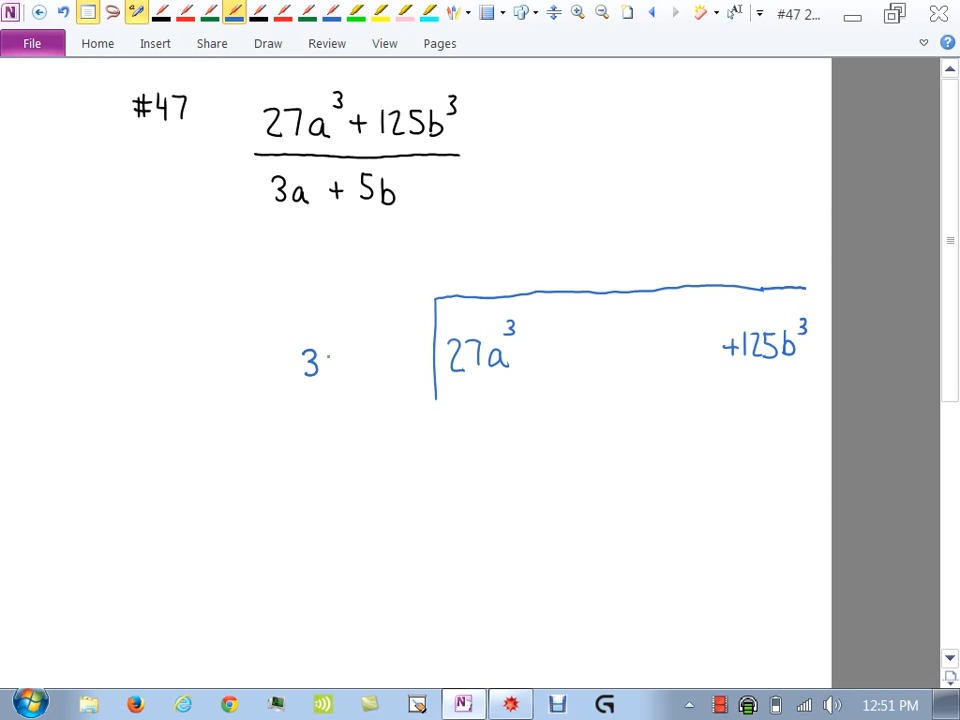 #47 2...
File Home Insert Share Draw Review View Pages
#47
27a³ + 125b³
3a + 5b
3 27a³ +125b³
12:51 PM